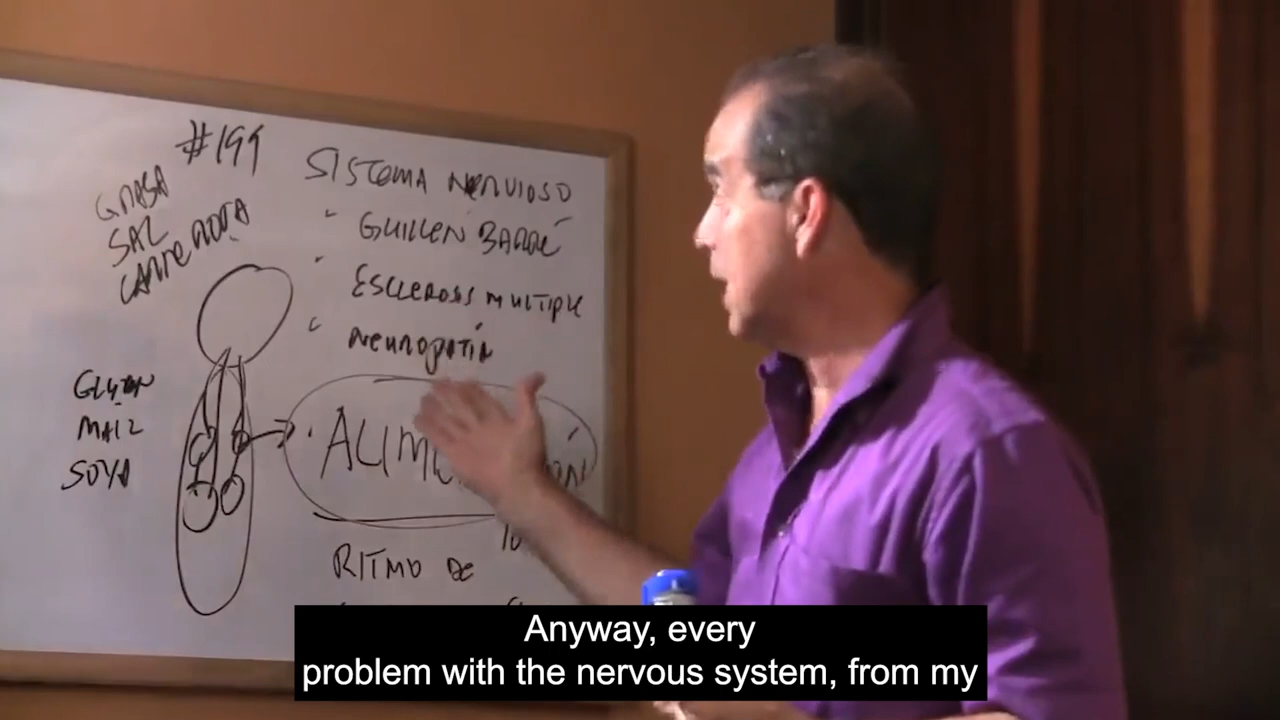 #199
GRASA
SAL
CARNE ROJA
SISTEMA NERVIOSO
GUILLEN BARRÉ
ESCLEROSIS MULTIPLE
NEUROPATÍA
GLUTEN
MAIZ
SOYA
RITMO DE
Anyway, every
problem with the nervous system, from my